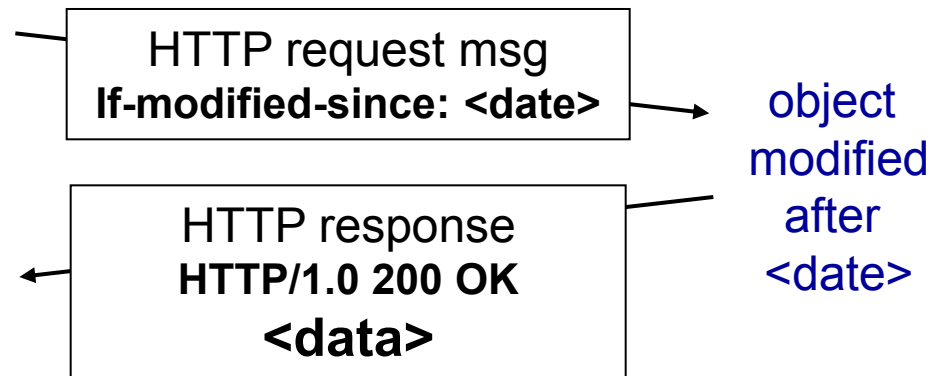 HTTP request msg
If-modified-since: <date>
object
modified
after
<date>
HTTP response
HTTP/1.0 200 OK
<data>